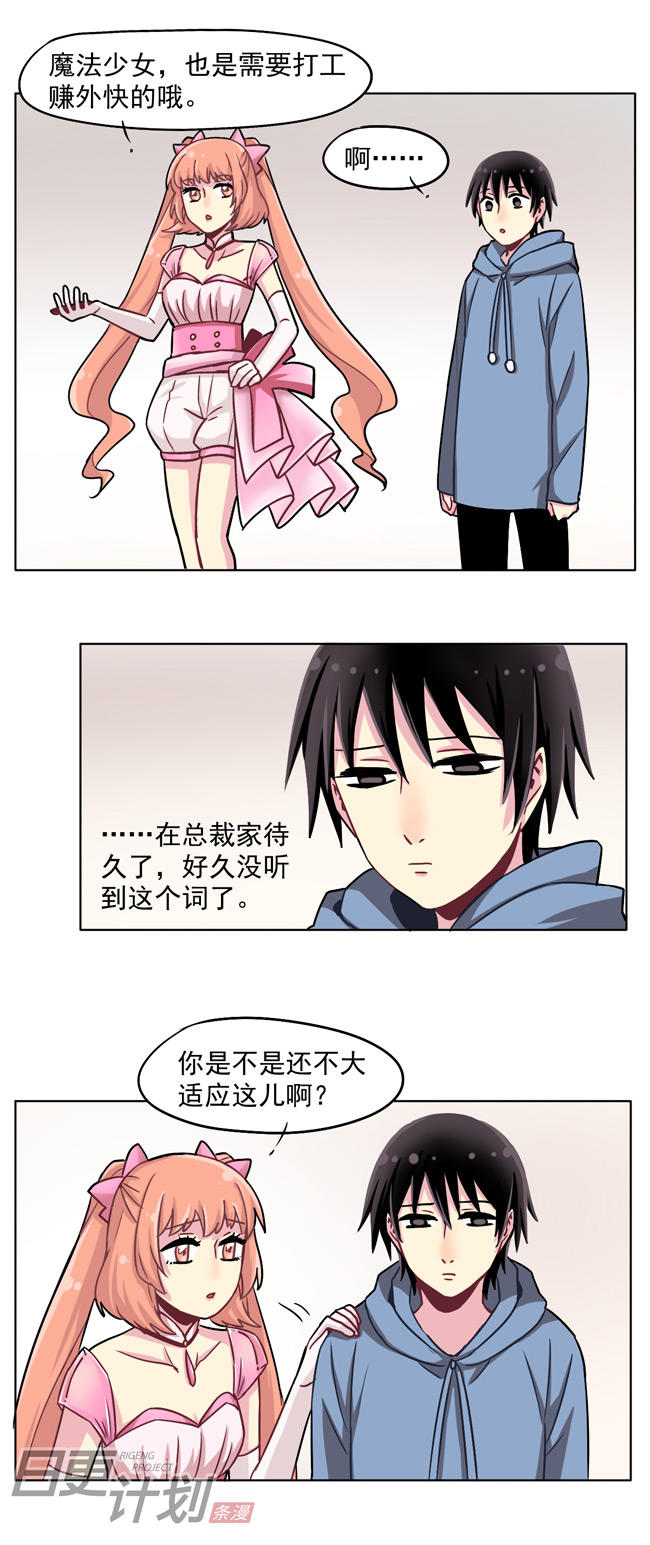 魔法少女，也是需要打工
赚外快的哦。
啊……
……在总裁家待
久了，好久没听
到这个词了。
你是不是还不大
适应这儿啊？
日更
计划
RIGENG
PROJECT
条漫